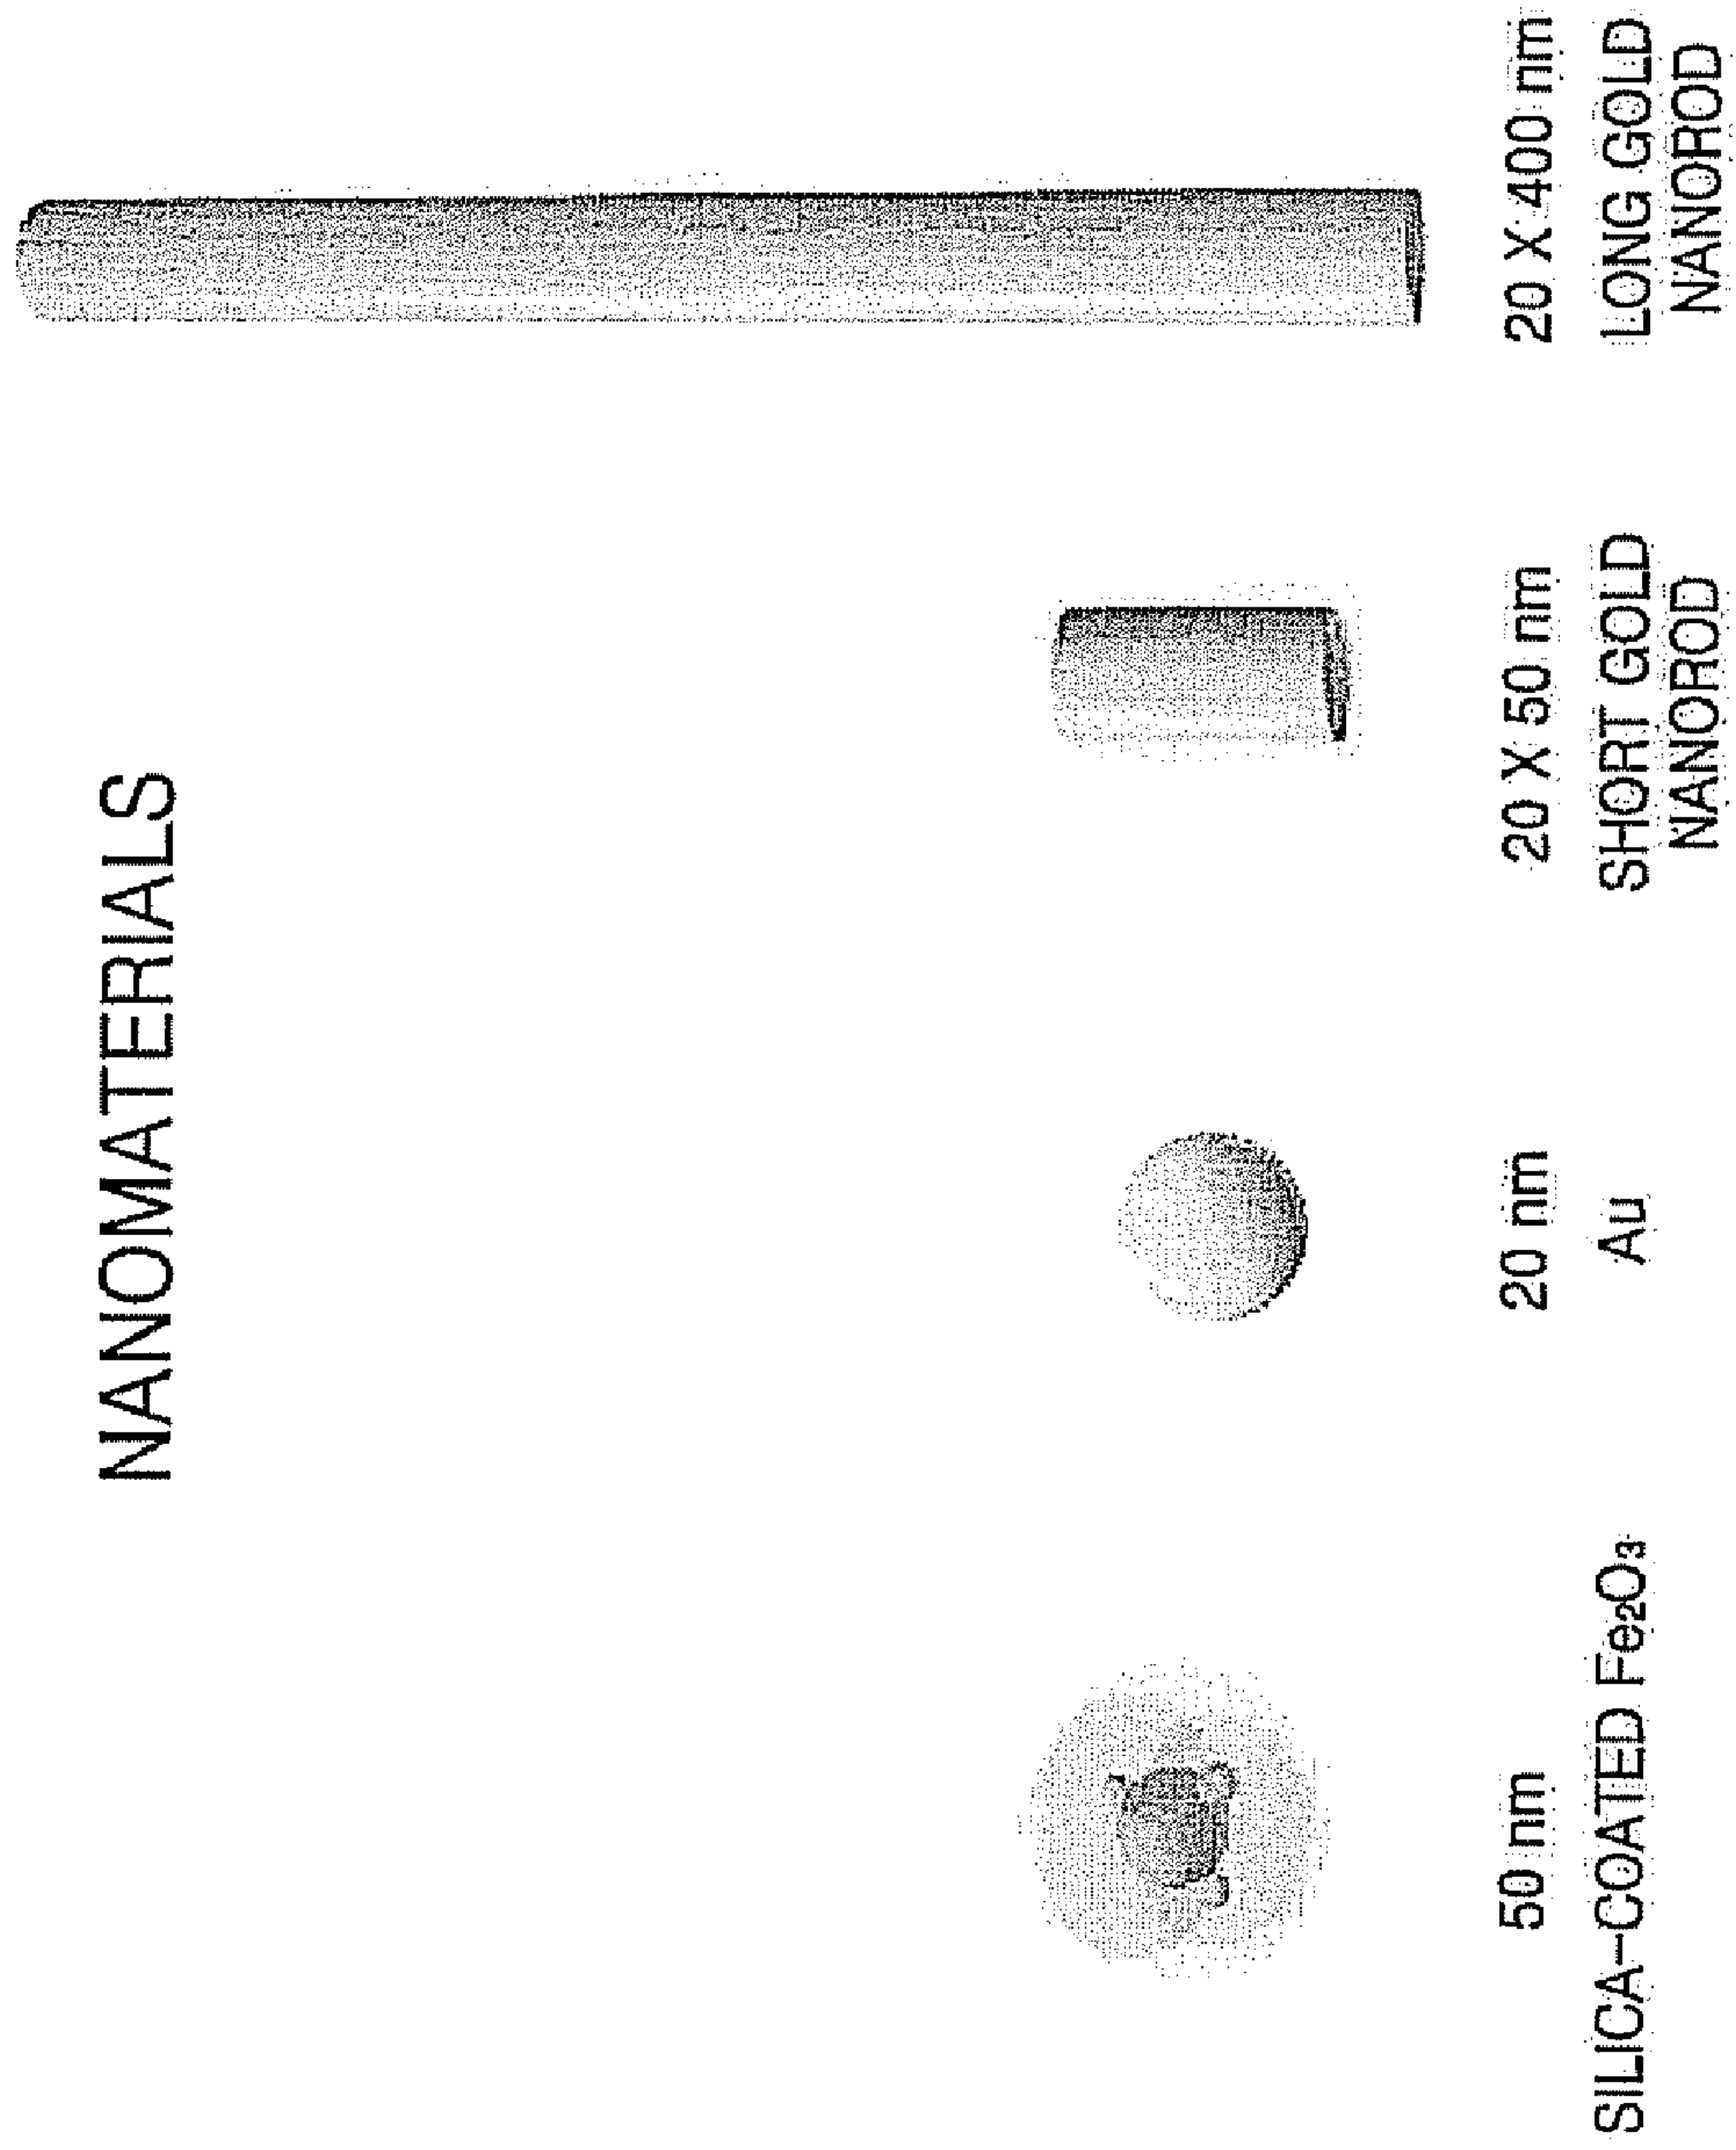 NANOMATERIALS
50 nm
20 nm
20 X 50 nm
20 X 400 nm
SILICA-COATED Fe₂O₃
Au
SHORT GOLD
NANOROD
LONG GOLD
NANOROD